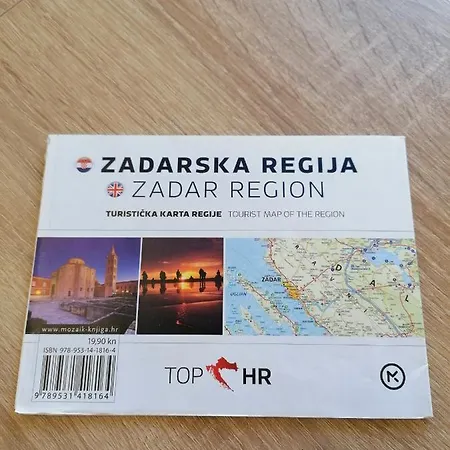 ZADARSKA REGIJA
ZADAR REGION
TURISTIČKA KARTA REGIJE TOURIST MAP OF THE REGION
ZADAR
www.mozaik-knjiga.hr
19,90 kn
ISBN 978-953-14-1816-4
9 789531 418164
TOP HR
M